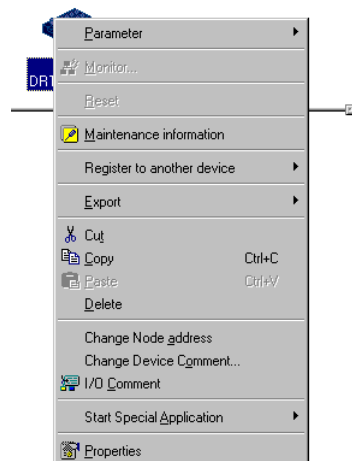 Parameter
DRT
Monitor...
Reset
Maintenance information
Register to another device
Export
Cut
Copy Ctrl+C
Paste Ctrl+V
Delete
Change Node address
Change Device Comment...
I/O Comment
Start Special Application
Properties